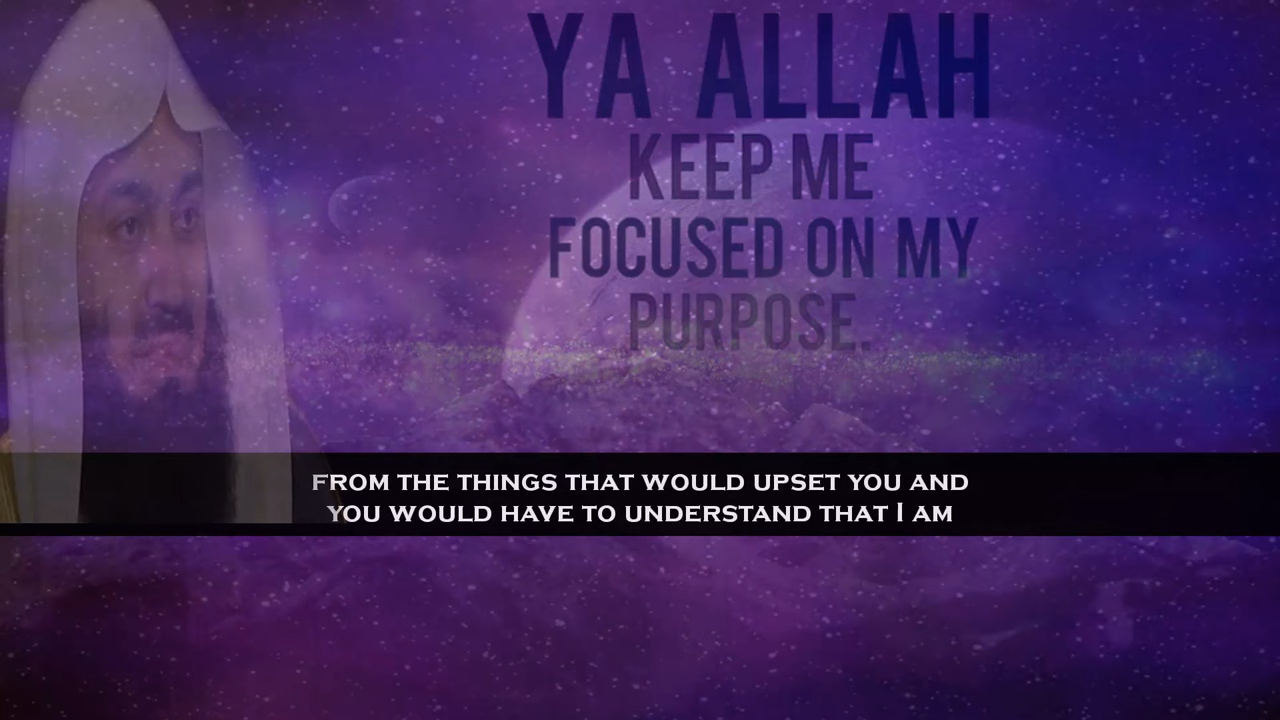 YA ALLAH
KEEP ME
FOCUSED ON MY
PURPOSE.
FROM THE THINGS THAT WOULD UPSET YOU AND
YOU WOULD HAVE TO UNDERSTAND THAT I AM